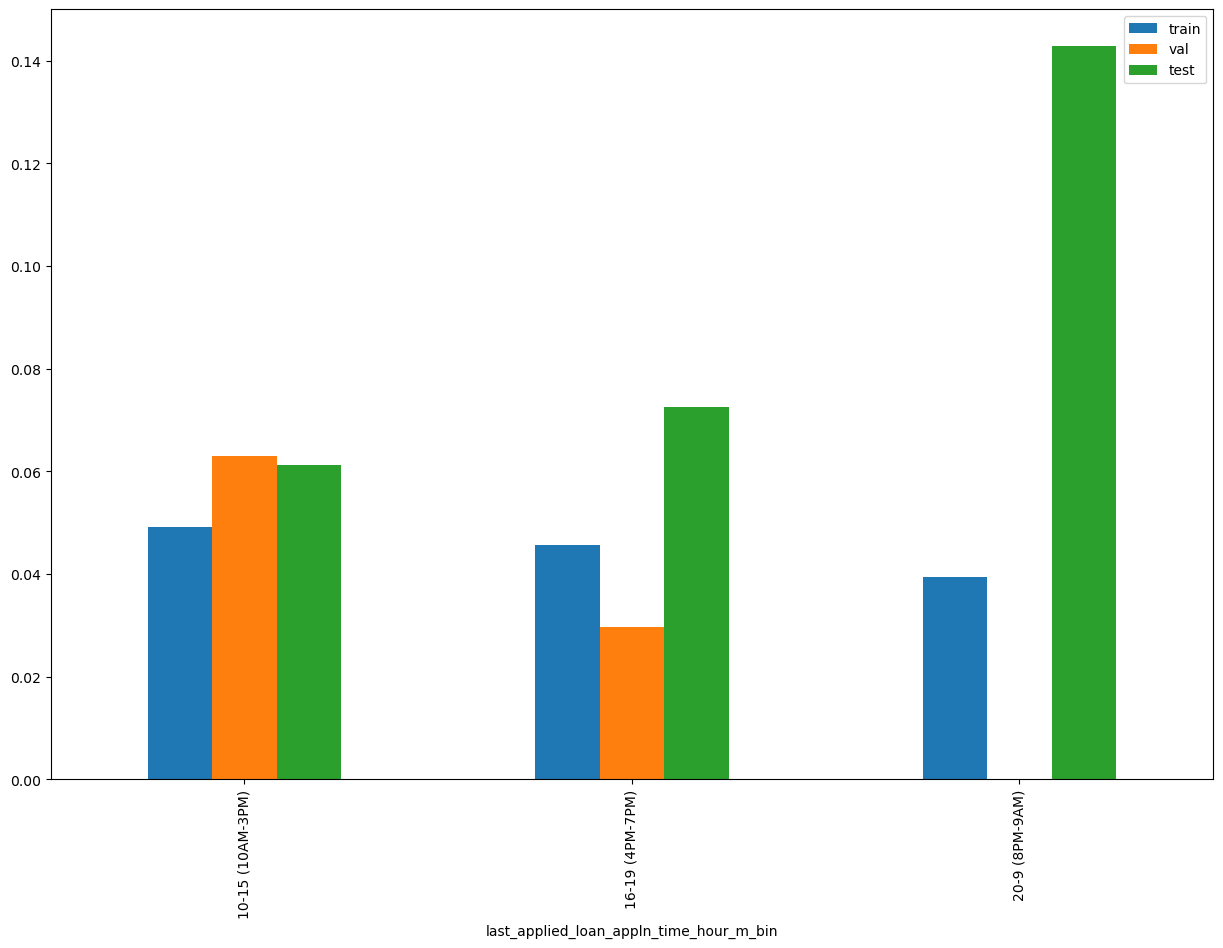 train
val
test
0.14
0.12
0.10
0.08
0.06
0.04
0.02
0.00
10-15 (10AM-3PM)
16-19 (4PM-7PM)
20-9 (8PM-9AM)
last_applied_loan_appln_time_hour_m_bin